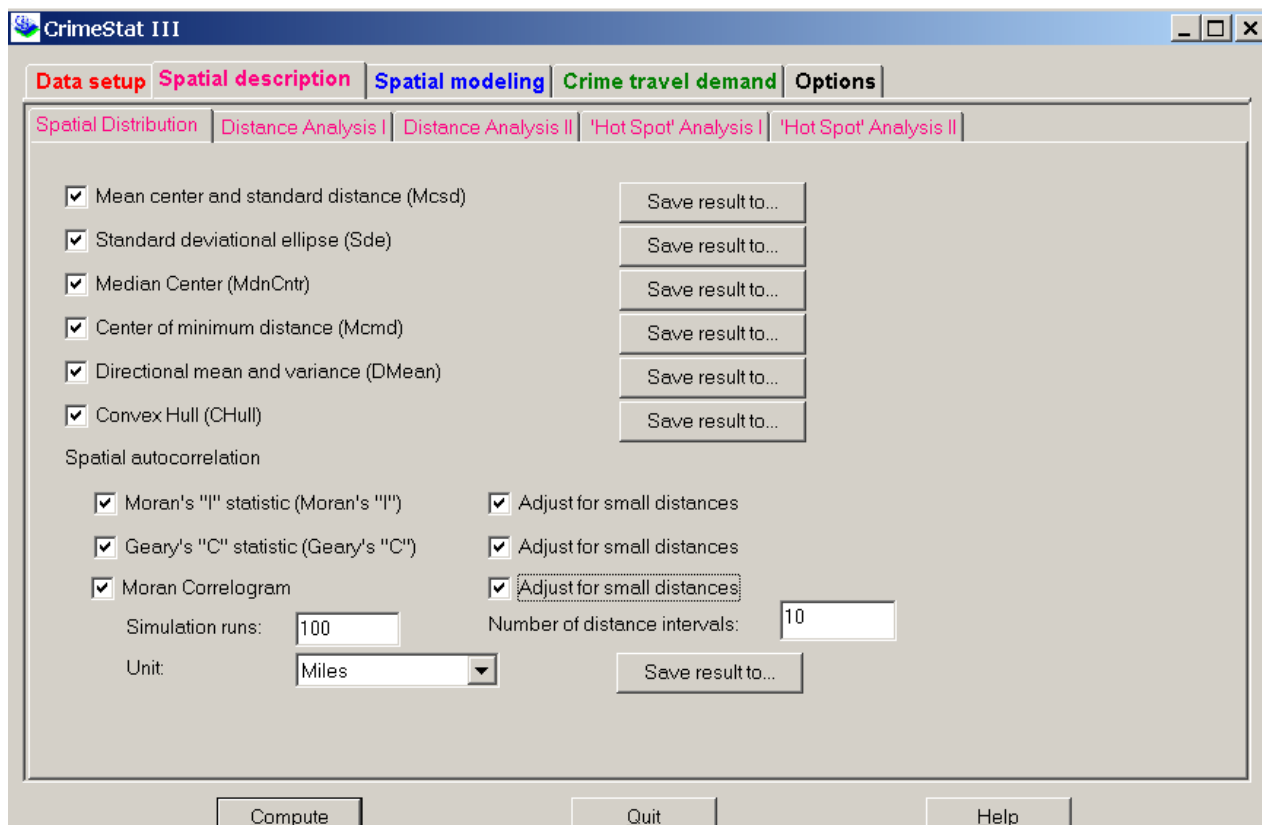 CrimeStat III
Data setup Spatial description Spatial modeling Crime travel demand Options
Spatial Distribution Distance Analysis I Distance Analysis II 'Hot Spot' Analysis I 'Hot Spot' Analysis II
Mean center and standard distance (Mcsd) Save result to...
Standard deviational ellipse (Sde) Save result to...
Median Center (MdnCntr) Save result to...
Center of minimum distance (Mcmd) Save result to...
Directional mean and variance (DMean) Save result to...
Convex Hull (CHull) Save result to...
Spatial autocorrelation
Moran's "I" statistic (Moran's "I") Adjust for small distances
Geary's "C" statistic (Geary's "C") Adjust for small distances
Moran Correlogram Adjust for small distances
Simulation runs: 100 Number of distance intervals: 10
Unit: Miles Save result to...
Compute Quit Help